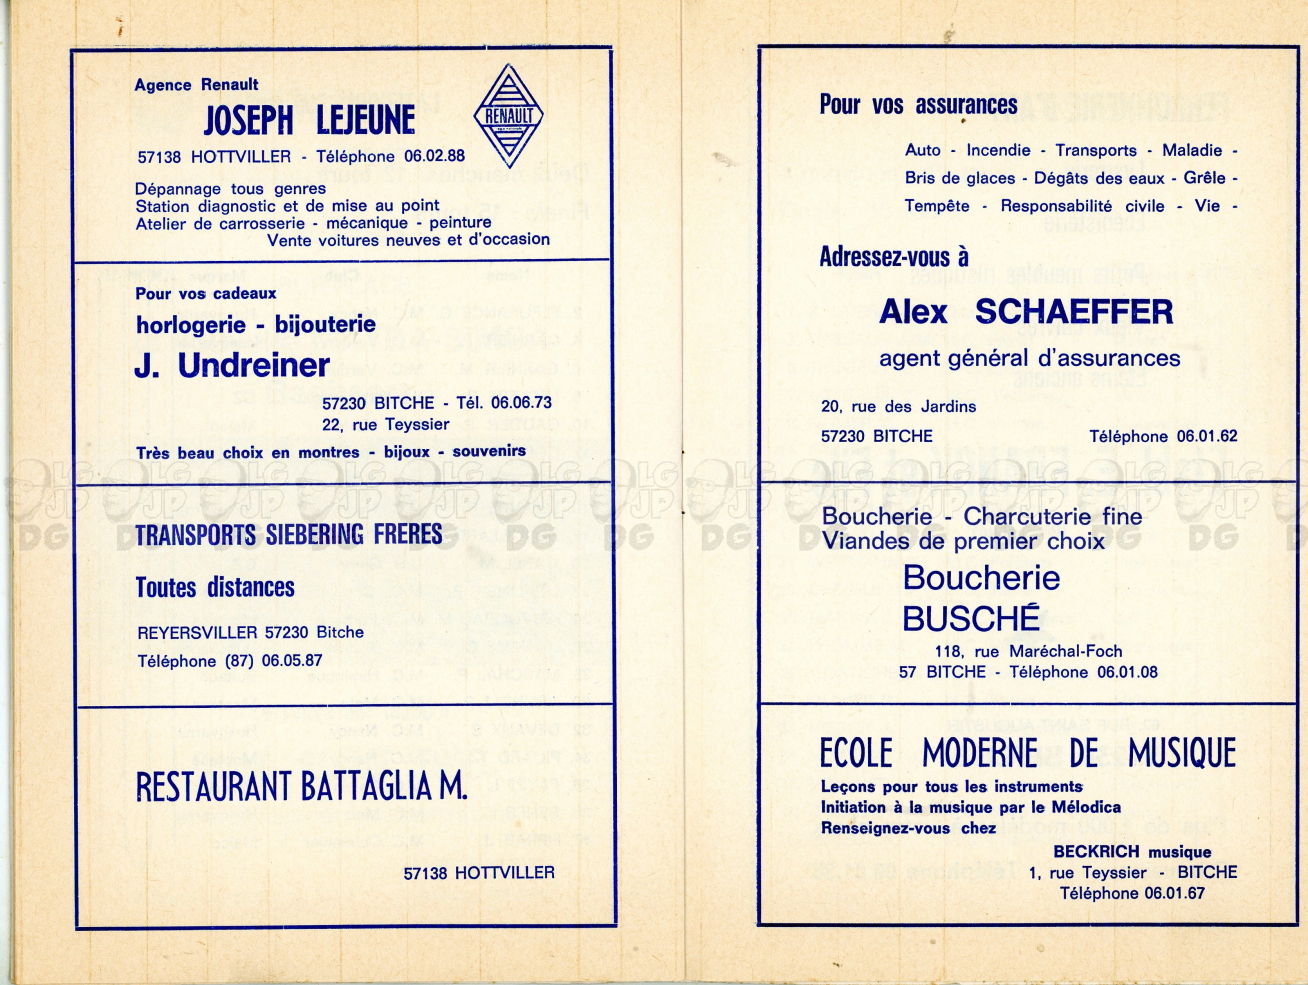 Agence Renault
JOSEPH LEJEUNE
RENAULT
57138 HOTTVILLER - Téléphone 06.02.88
Dépannage tous genres
Station diagnostic et de mise au point
Atelier de carrosserie - mécanique - peinture
Vente voitures neuves et d'occasion
Pour vos cadeaux
horlogerie - bijouterie
J. Undreiner
57230 BITCHE - Tél. 06.06.73
22, rue Teyssier
Très beau choix en montres - bijoux - souvenirs
TRANSPORTS SIEBERING FRERES
Toutes distances
REYERSVILLER 57230 Bitche
Téléphone (87) 06.05.87
RESTAURANT BATTAGLIA M.
57138 HOTTVILLER
Pour vos assurances
Auto - Incendie - Transports - Maladie -
Bris de glaces - Dégâts des eaux - Grêle -
Tempête - Responsabilité civile - Vie -
Adressez-vous à
Alex SCHAEFFER
agent général d'assurances
20, rue des Jardins
57230 BITCHE Téléphone 06.01.62
Boucherie - Charcuterie fine
Viandes de premier choix
Boucherie
BUSCHÉ
118, rue Maréchal-Foch
57 BITCHE - Téléphone 06.01.08
ECOLE MODERNE DE MUSIQUE
Leçons pour tous les instruments
Initiation à la musique par le Mélodica
Renseignez-vous chez
BECKRICH musique
1, rue Teyssier - BITCHE
Téléphone 06.01.67